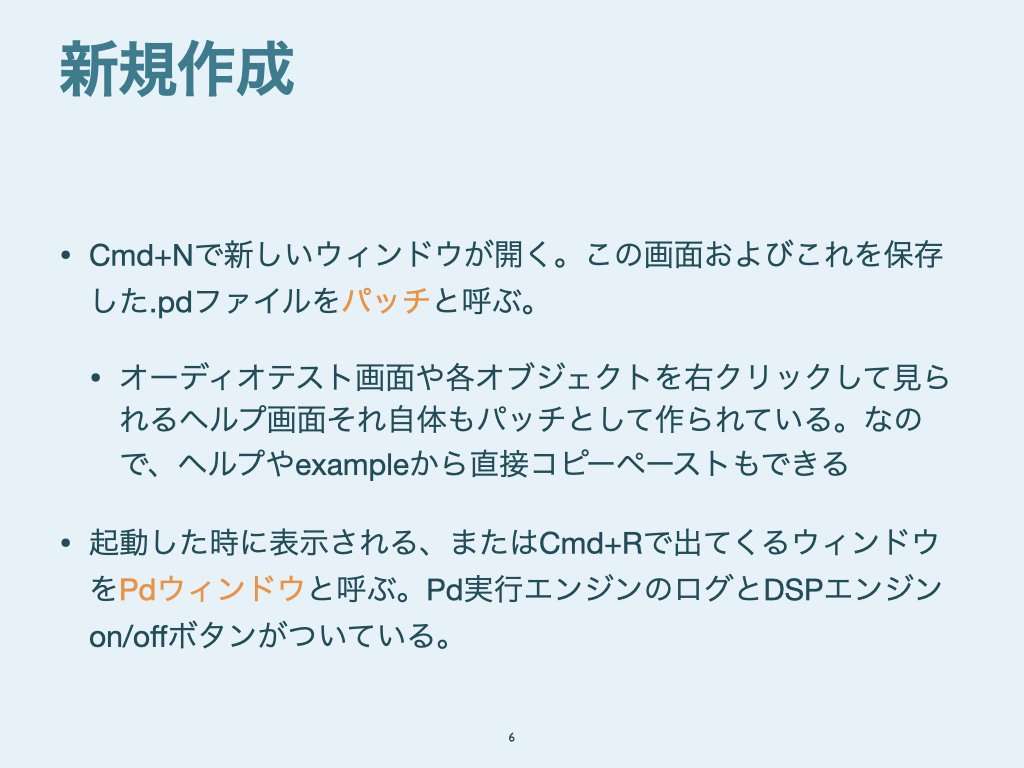 新規作成
• Cmd+Nで新しいウィンドウが開く。この画面およびこれを保存
した.pdファイルをパッチと呼ぶ。
• オーディオテスト画面や各オブジェクトを右クリックして見ら
れるヘルプ画面それ自体もパッチとして作られている。なの
で、ヘルプやexampleから直接コピーペーストもできる
• 起動した時に表示される、またはCmd+Rで出てくるウィンドウ
をPdウィンドウと呼ぶ。Pd実行エンジンのログとDSPエンジン
on/offボタンがついている。
6